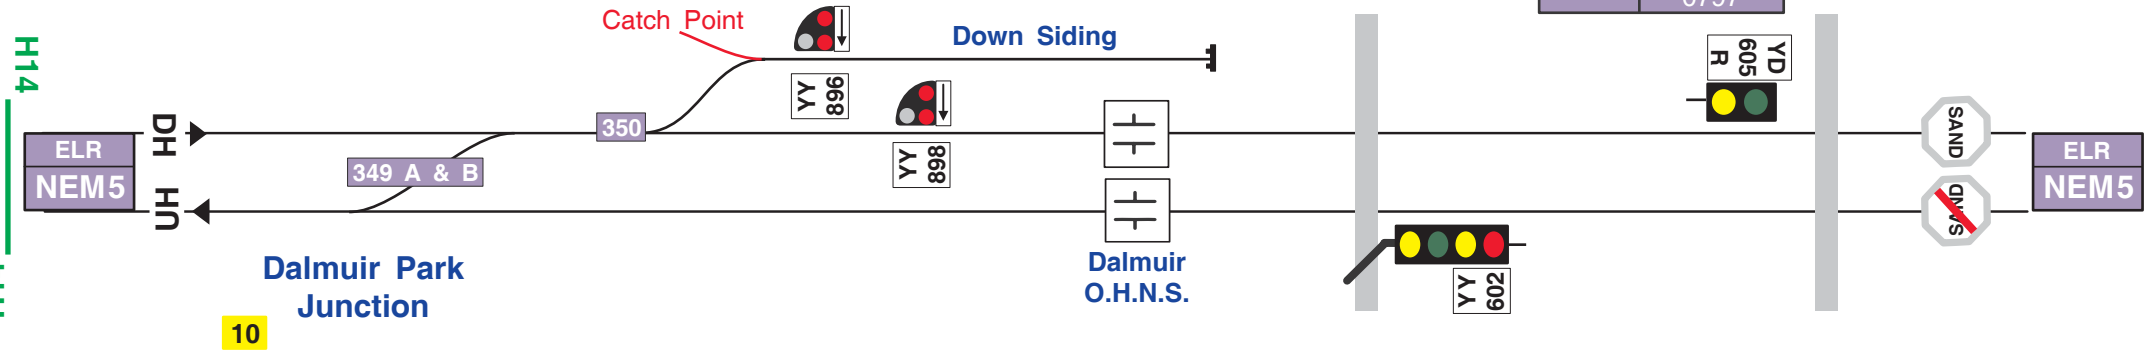 H14
ELR
NEM5
DH
UH
349 A & B
350
Catch Point
YY
896
Down Siding
YY
898
Dalmuir Park
Junction
10
Dalmuir
O.H.N.S.
YY
602
YD
605
R
SAND
SAND
ELR
NEM5